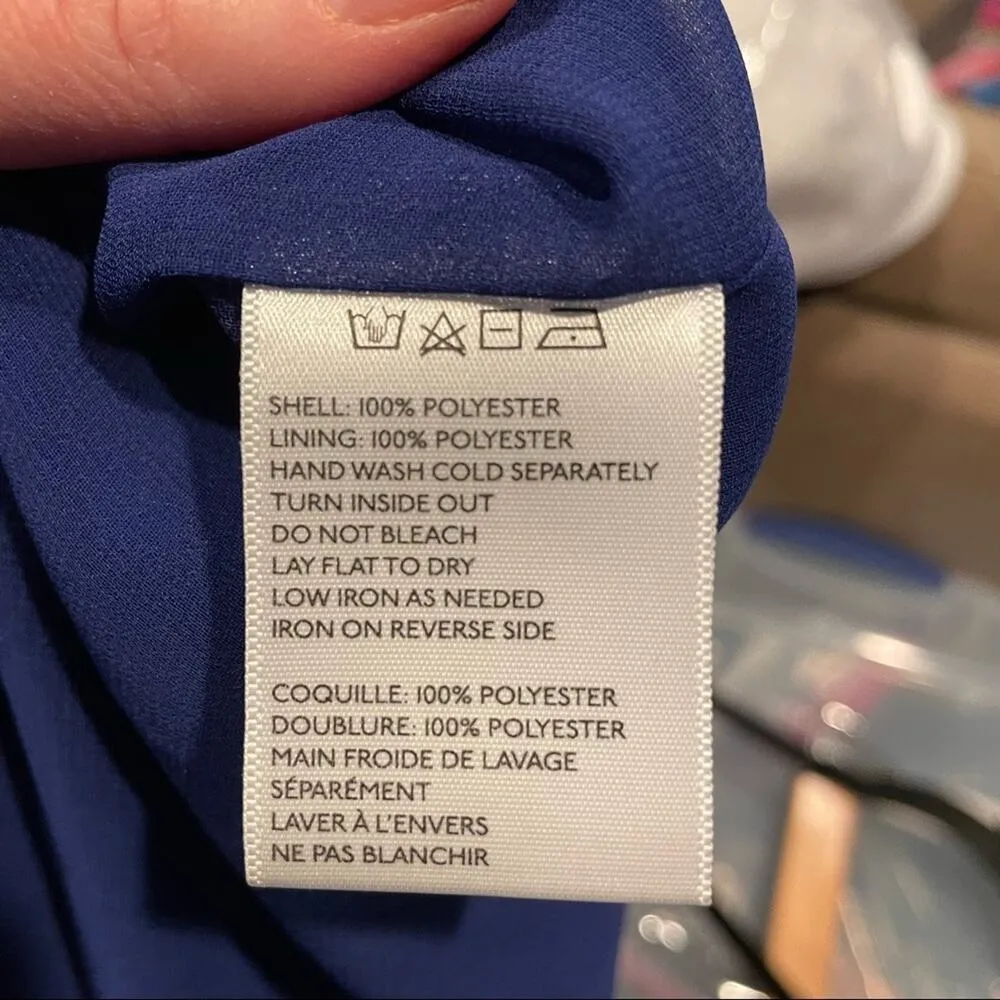 SHELL: 100% POLYESTER
LINING: 100% POLYESTER
HAND WASH COLD SEPARATELY
TURN INSIDE OUT
DO NOT BLEACH
LAY FLAT TO DRY
LOW IRON AS NEEDED
IRON ON REVERSE SIDE
COQUILLE: 100% POLYESTER
DOUBLURE: 100% POLYESTER
MAIN FROIDE DE LAVAGE
SÉPARÉMENT
LAVER À L'ENVERS
NE PAS BLANCHIR